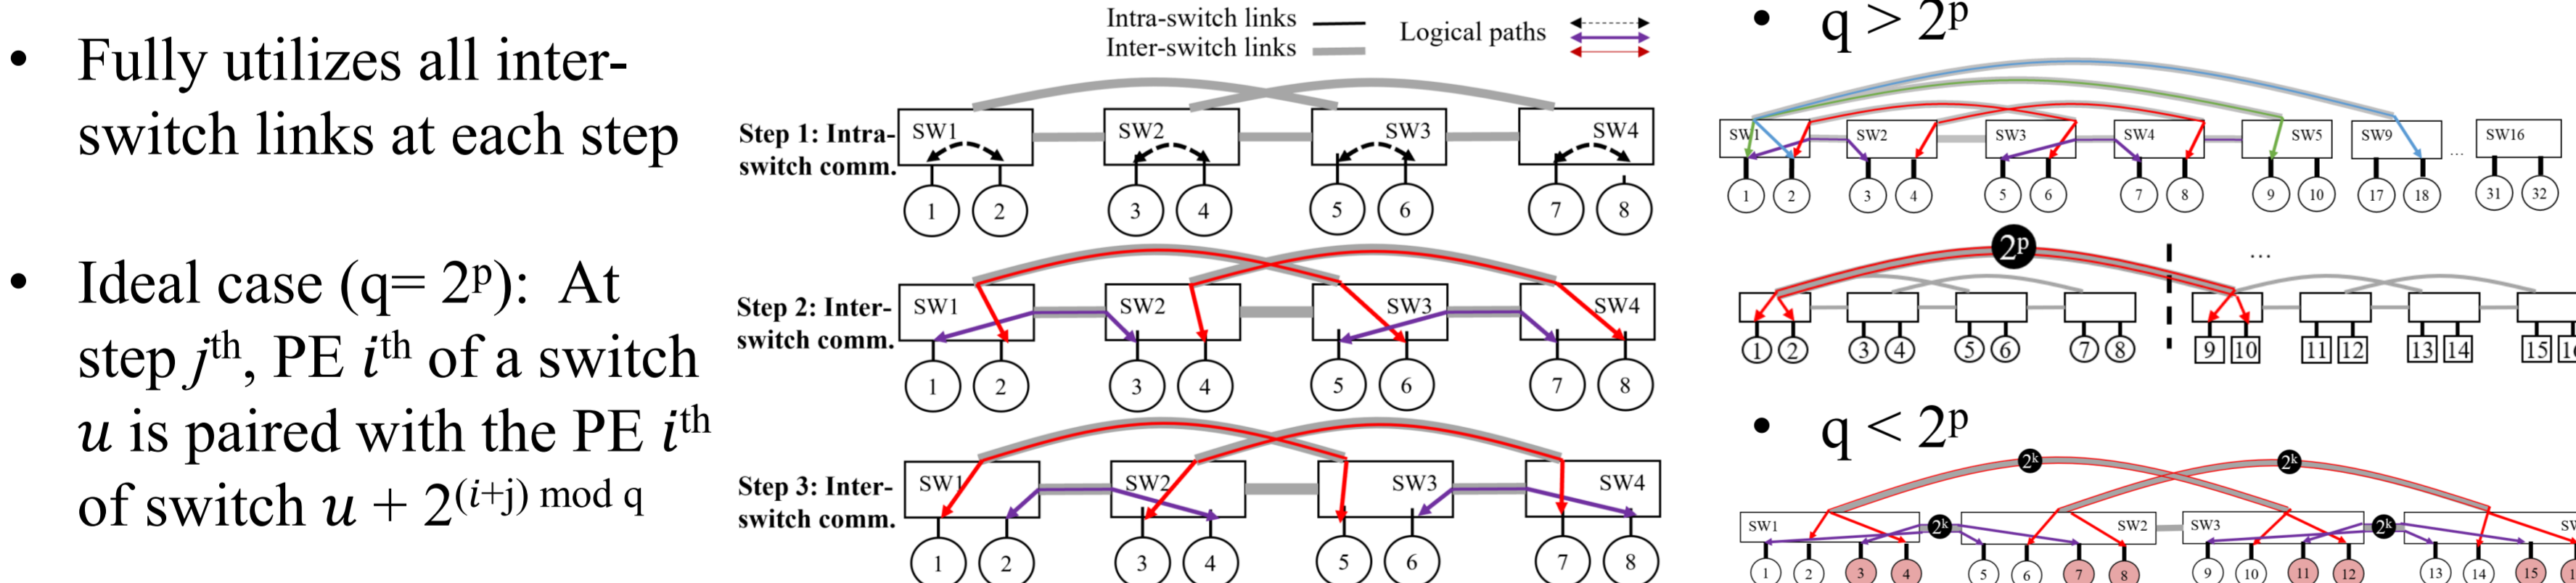 • Fully utilizes all inter-
switch links at each step
• Ideal case (q= 2ᵖ): At
step jᵗʰ, PE iᵗʰ of a switch
u is paired with the PE iᵗʰ
of switch u + 2⁽ⁱ⁺ʲ⁾ ᵐᵒᵈ q
Intra-switch links
Inter-switch links
Logical paths
Step 1: Intra-
switch comm.
SW1 SW2 SW3 SW4
1 2 3 4 5 6 7 8
Step 2: Inter-
switch comm.
SW1 SW2 SW3 SW4
1 2 3 4 5 6 7 8
Step 3: Inter-
switch comm.
SW1 SW2 SW3 SW4
1 2 3 4 5 6 7 8
• q > 2ᵖ
SW1 SW2 SW3 SW4 SW5 SW9 ... SW16
1 2 3 4 5 6 7 8 9 10 17 18 31 32
2ᵖ
...
1 2 3 4 5 6 7 8 9 10 11 12 13 14 15
• q < 2ᵖ
2ᵏ 2ᵏ
SW1 2ᵏ SW2 SW3 2ᵏ
1 2 3 4 5 6 7 8 9 10 11 12 13 14 15